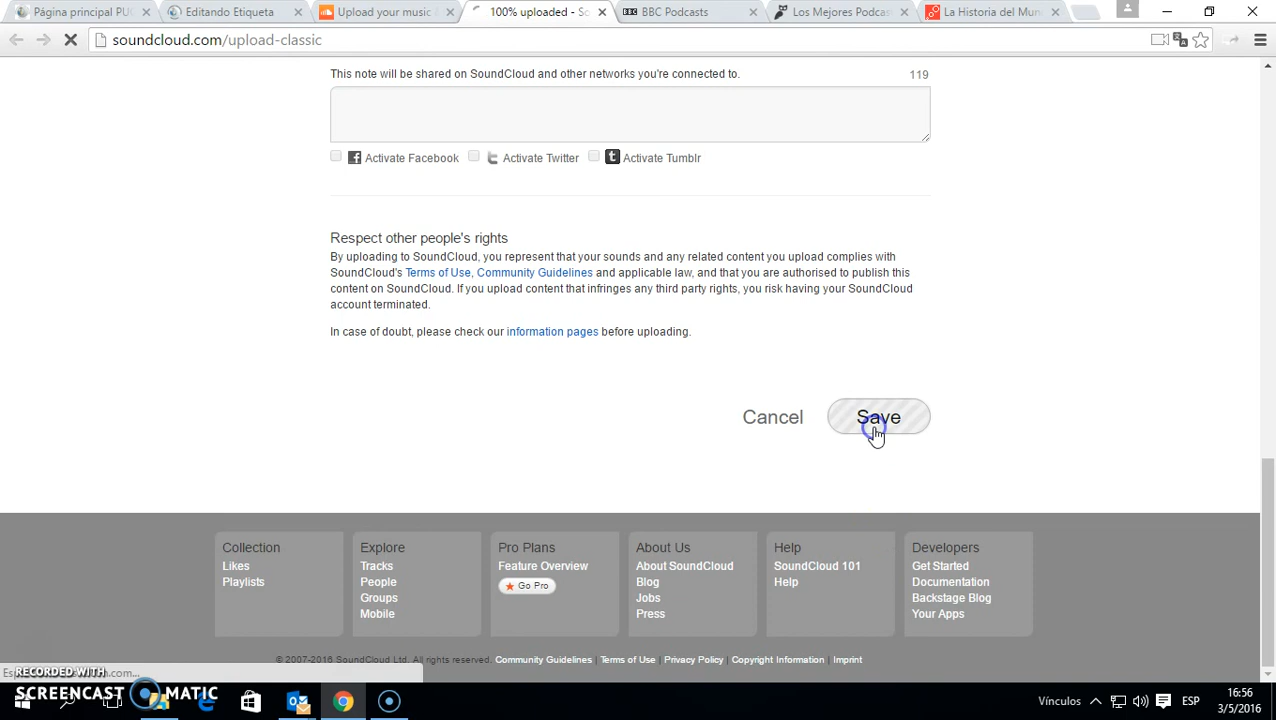 Página principal PU
Editando Etiqueta
Upload your music
100% uploaded - So
BBC Podcasts
Los Mejores Podcas
La Historia del Mun
soundcloud.com/upload-classic
This note will be shared on SoundCloud and other networks you're connected to.
119
Activate Facebook
Activate Twitter
Activate Tumblr
Respect other people's rights
By uploading to SoundCloud, you represent that your sounds and any related content you upload complies with
SoundCloud's Terms of Use, Community Guidelines and applicable law, and that you are authorised to publish this
content on SoundCloud. If you upload content that infringes any third party rights, you risk having your SoundCloud
account terminated.
In case of doubt, please check our information pages before uploading.
Cancel
Save
Collection
Likes
Playlists
Explore
Tracks
People
Groups
Mobile
Pro Plans
Feature Overview
Go Pro
About Us
About SoundCloud
Blog
Jobs
Press
Help
SoundCloud 101
Help
Developers
Get Started
Documentation
Backstage Blog
Your Apps
© 2007-2016 SoundCloud Ltd. All rights reserved. Community Guidelines | Terms of Use | Privacy Policy | Copyright Information | Imprint
RECORDED WITH
SCREENCAST MATIC
Vínculos
ESP
16:56
3/5/2016